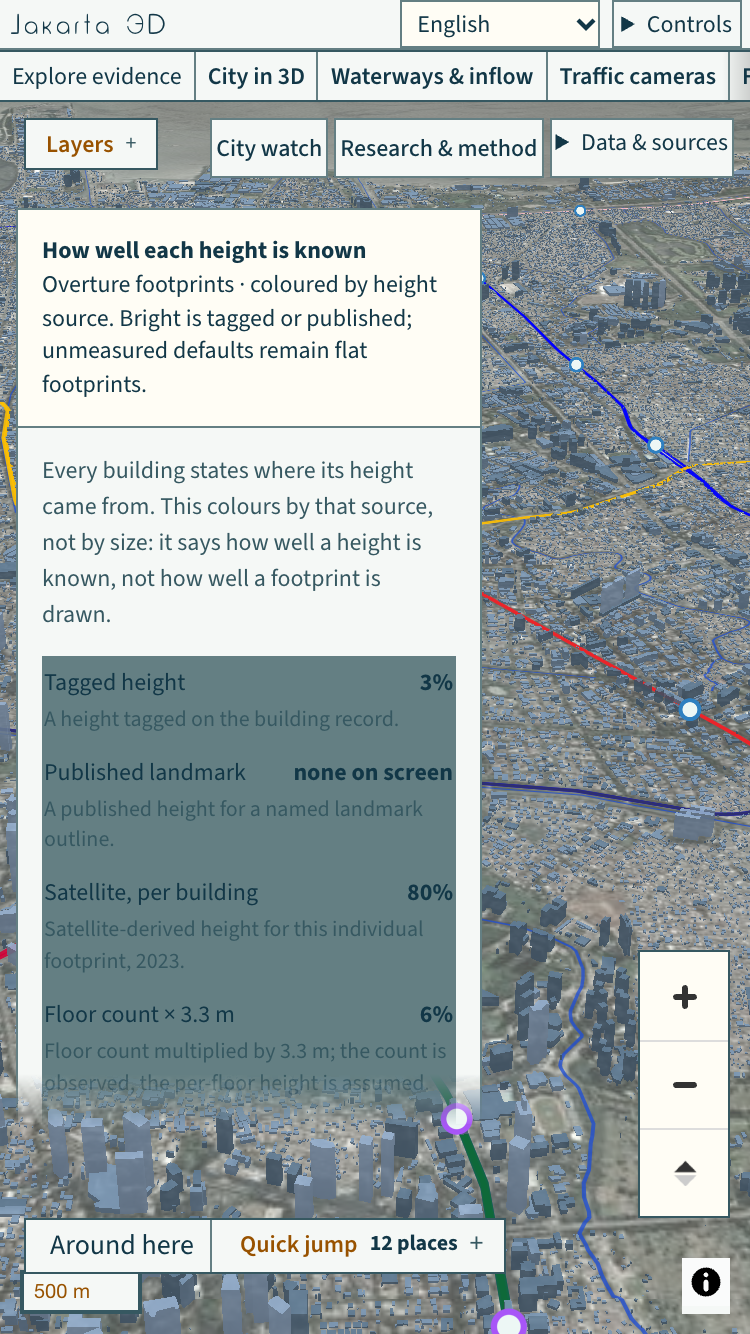 Jakarta 3D
English
Controls
Explore evidence
City in 3D
Waterways & inflow
Traffic cameras
Layers +
City watch
Research & method
Data & sources
How well each height is known
Overture footprints · coloured by height
source. Bright is tagged or published;
unmeasured defaults remain flat
footprints.
Every building states where its height
came from. This colours by that source,
not by size: it says how well a height is
known, not how well a footprint is
drawn.
Tagged height 3%
A height tagged on the building record.
Published landmark none on screen
A published height for a named landmark
outline.
Satellite, per building 80%
Satellite-derived height for this individual
footprint, 2023.
Floor count × 3.3 m 6%
Floor count multiplied by 3.3 m; the count is
observed, the per-floor height is assumed.
Around here
Quick jump 12 places +
500 m